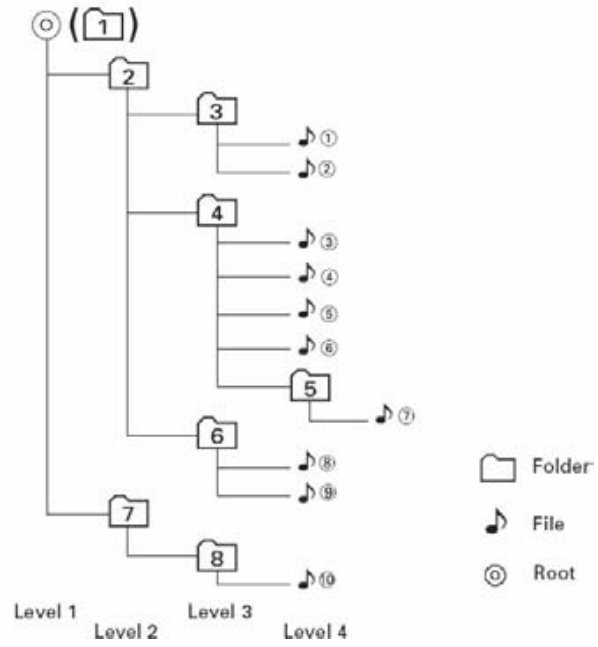 (1)
2
3
①
②
4
③
④
⑤
⑥
5
⑦
6
⑧
⑨
7
8
⑩
Folder
File
Root
Level 1
Level 2
Level 3
Level 4